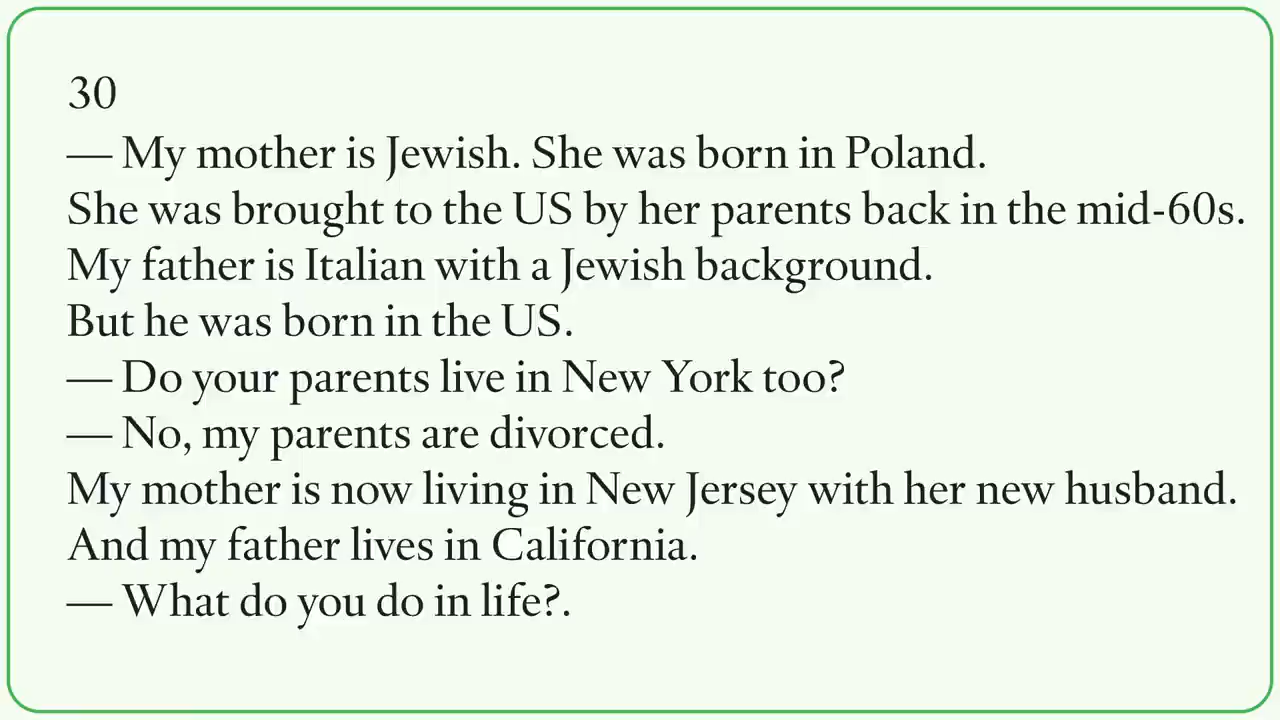 30
— My mother is Jewish. She was born in Poland.
She was brought to the US by her parents back in the mid-60s.
My father is Italian with a Jewish background.
But he was born in the US.
— Do your parents live in New York too?
— No, my parents are divorced.
My mother is now living in New Jersey with her new husband.
And my father lives in California.
— What do you do in life?.